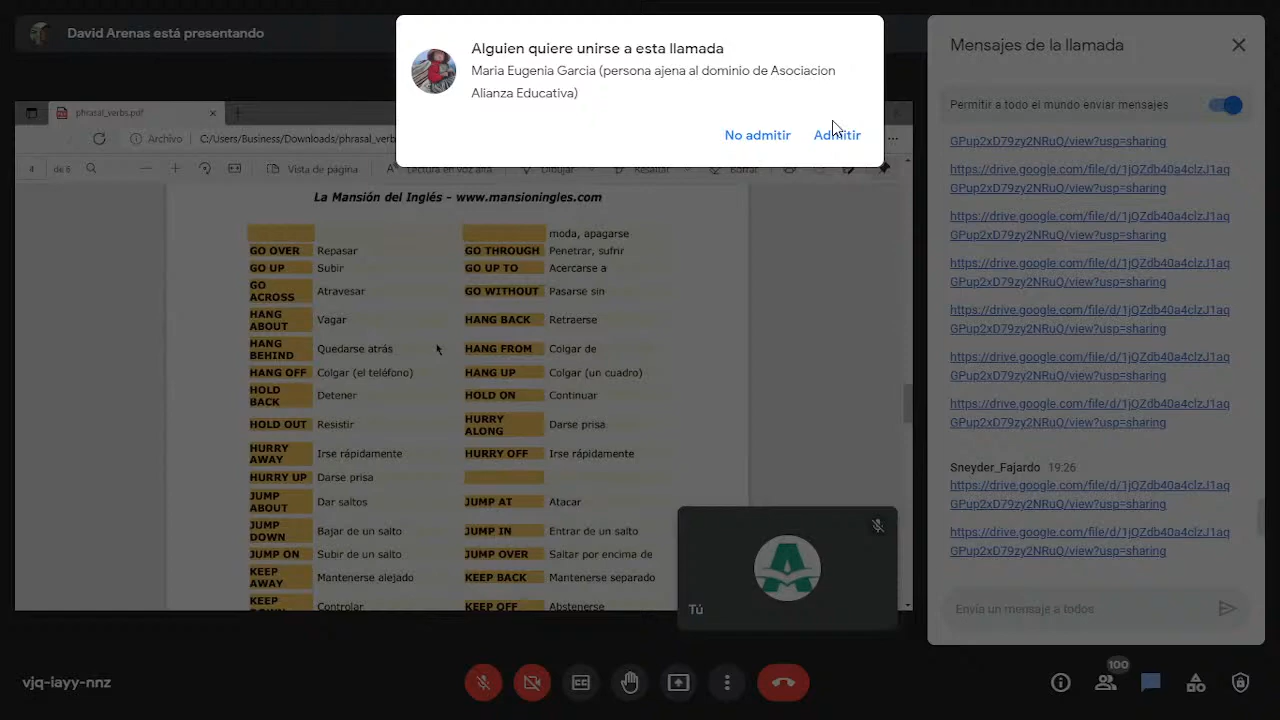 David Arenas está presentando
Alguien quiere unirse a esta llamada
Maria Eugenia Garcia (persona ajena al dominio de Asociacion
Alianza Educativa)
No admitir
Admitir
phrasal_verbs.pdf
Archivo
C:/Users/Business/Downloads/phrasal_verb
4 de 6
Vista de página
Lectura en voz alta
Dibujar
Resaltar
Borrar
La Mansión del Inglés - www.mansioningles.com
moda, apagarse
GO OVER Repasar GO THROUGH Penetrar, sufrir
GO UP Subir GO UP TO Acercarse a
GO
ACROSS Atravesar GO WITHOUT Pasarse sin
HANG
ABOUT Vagar HANG BACK Retraerse
HANG
BEHIND Quedarse atrás HANG FROM Colgar de
HANG OFF Colgar (el teléfono) HANG UP Colgar (un cuadro)
HOLD
BACK Detener HOLD ON Continuar
HOLD OUT Resistir HURRY
ALONG Darse prisa
HURRY
AWAY Irse rápidamente HURRY OFF Irse rápidamente
HURRY UP Darse prisa
JUMP
ABOUT Dar saltos JUMP AT Atacar
JUMP
DOWN Bajar de un salto JUMP IN Entrar de un salto
JUMP ON Subir de un salto JUMP OVER Saltar por encima de
KEEP
AWAY Mantenerse alejado KEEP BACK Mantenerse separado
KEEP
Controlar KEEP OFF Abstenerse
Tú
Mensajes de la llamada
Permitir a todo el mundo enviar mensajes
GPup2xD79zy2NRuQ/view?usp=sharing
https://drive.google.com/file/d/1jQZdb40a4clzJ1aq
GPup2xD79zy2NRuQ/view?usp=sharing
https://drive.google.com/file/d/1jQZdb40a4clzJ1aq
GPup2xD79zy2NRuQ/view?usp=sharing
https://drive.google.com/file/d/1jQZdb40a4clzJ1aq
GPup2xD79zy2NRuQ/view?usp=sharing
https://drive.google.com/file/d/1jQZdb40a4clzJ1aq
GPup2xD79zy2NRuQ/view?usp=sharing
https://drive.google.com/file/d/1jQZdb40a4clzJ1aq
GPup2xD79zy2NRuQ/view?usp=sharing
https://drive.google.com/file/d/1jQZdb40a4clzJ1aq
GPup2xD79zy2NRuQ/view?usp=sharing
Sneyder_Fajardo 19:26
https://drive.google.com/file/d/1jQZdb40a4clzJ1aq
GPup2xD79zy2NRuQ/view?usp=sharing
https://drive.google.com/file/d/1jQZdb40a4clzJ1aq
GPup2xD79zy2NRuQ/view?usp=sharing
Envía un mensaje a todos
vjq-iayy-nnz
100